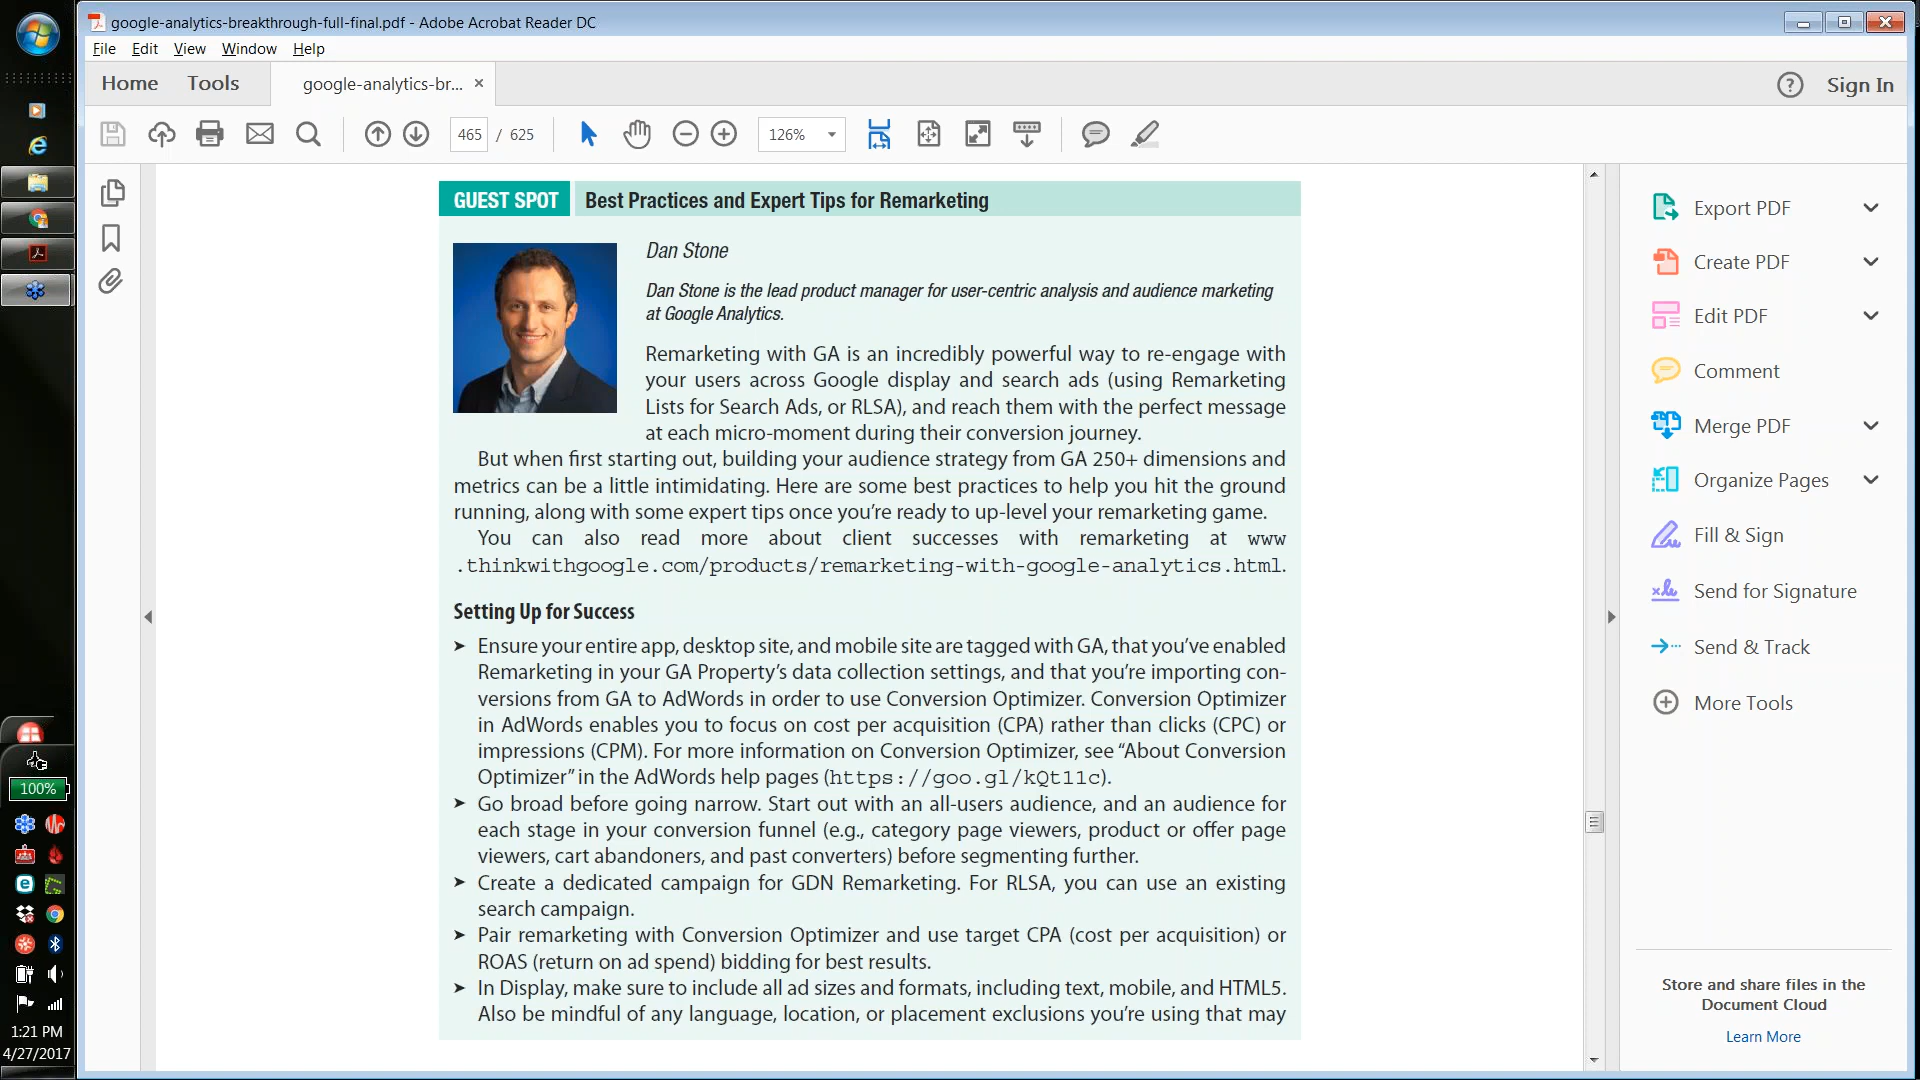 google-analytics-breakthrough-full-final.pdf - Adobe Acrobat Reader DC
File Edit View Window Help
Home Tools google-analytics-br... × Sign In
465 / 625 126%
GUEST SPOT Best Practices and Expert Tips for Remarketing
Dan Stone
Dan Stone is the lead product manager for user-centric analysis and audience marketing
at Google Analytics.
Remarketing with GA is an incredibly powerful way to re-engage with
your users across Google display and search ads (using Remarketing
Lists for Search Ads, or RLSA), and reach them with the perfect message
at each micro-moment during their conversion journey.
But when first starting out, building your audience strategy from GA 250+ dimensions and
metrics can be a little intimidating. Here are some best practices to help you hit the ground
running, along with some expert tips once you're ready to up-level your remarketing game.
You can also read more about client successes with remarketing at www
.thinkwithgoogle.com/products/remarketing-with-google-analytics.html.
Setting Up for Success
➤ Ensure your entire app, desktop site, and mobile site are tagged with GA, that you've enabled
Remarketing in your GA Property's data collection settings, and that you're importing con-
versions from GA to AdWords in order to use Conversion Optimizer. Conversion Optimizer
in AdWords enables you to focus on cost per acquisition (CPA) rather than clicks (CPC) or
impressions (CPM). For more information on Conversion Optimizer, see "About Conversion
Optimizer" in the AdWords help pages (https://goo.gl/kQt11c).
➤ Go broad before going narrow. Start out with an all-users audience, and an audience for
each stage in your conversion funnel (e.g., category page viewers, product or offer page
viewers, cart abandoners, and past converters) before segmenting further.
➤ Create a dedicated campaign for GDN Remarketing. For RLSA, you can use an existing
search campaign.
➤ Pair remarketing with Conversion Optimizer and use target CPA (cost per acquisition) or
ROAS (return on ad spend) bidding for best results.
➤ In Display, make sure to include all ad sizes and formats, including text, mobile, and HTML5.
Also be mindful of any language, location, or placement exclusions you're using that may
Export PDF
Create PDF
Edit PDF
Comment
Merge PDF
Organize Pages
Fill & Sign
Send for Signature
Send & Track
More Tools
Store and share files in the
Document Cloud
Learn More
100%
1:21 PM
4/27/2017